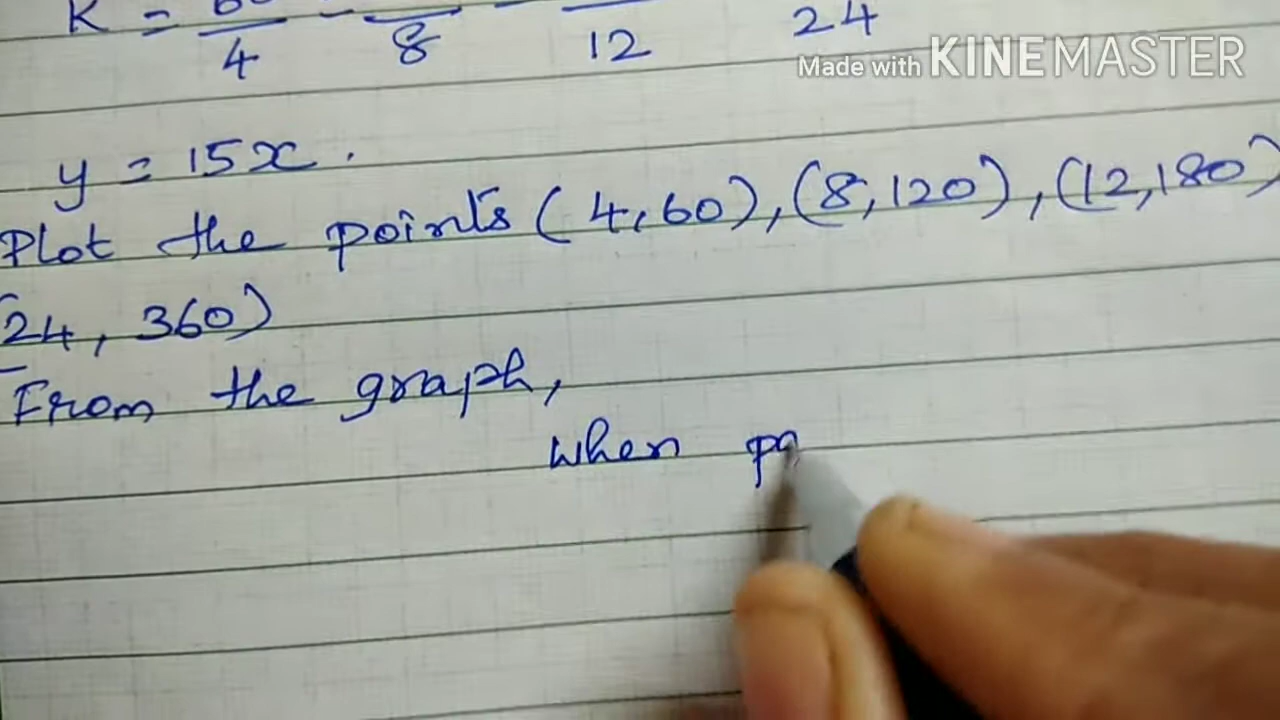 K = 
4 8 12 24
Made with KINEMASTER
y = 15x.
Plot the points (4,60), (8,120), (12,180)
24, 360)
From the graph,
when pa